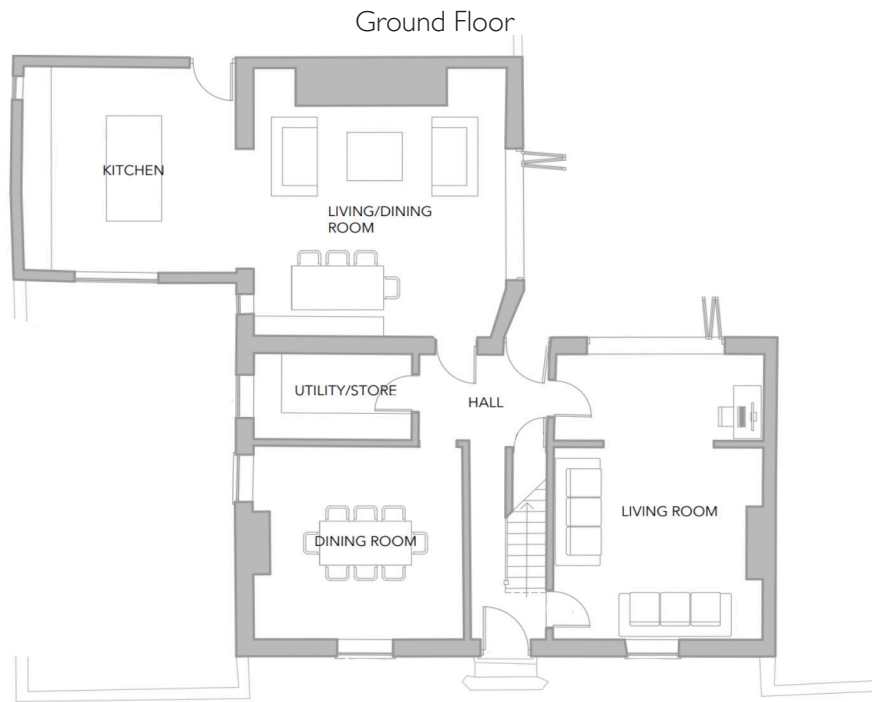 Ground Floor
KITCHEN
LIVING/DINING
ROOM
UTILITY/STORE
HALL
LIVING ROOM
DINING ROOM